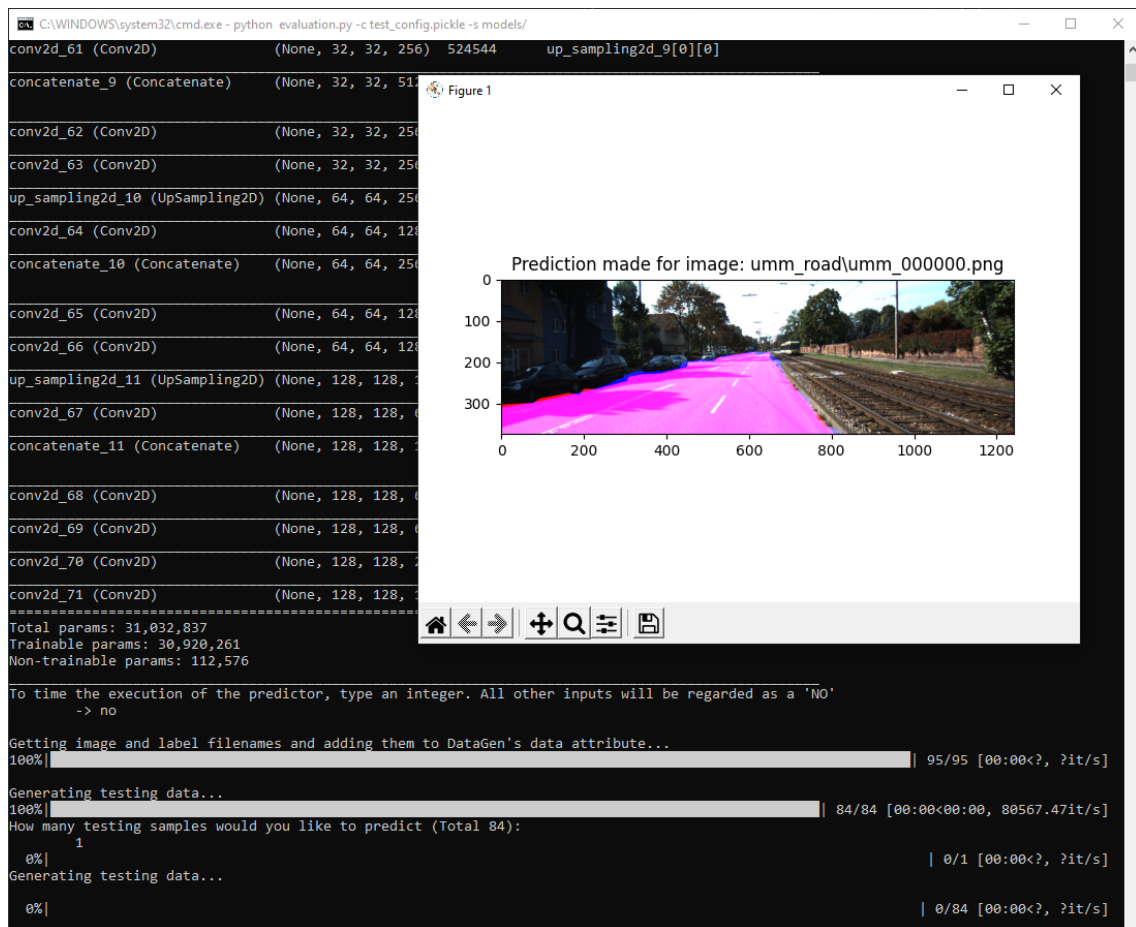 C:\WINDOWS\system32\cmd.exe - python  evaluation.py -c test_config.pickle -s models/
conv2d_61 (Conv2D)              (None, 32, 32, 256)  524544      up_sampling2d_9[0][0]
concatenate_9 (Concatenate)     (None, 32, 32, 512
conv2d_62 (Conv2D)              (None, 32, 32, 256
conv2d_63 (Conv2D)              (None, 32, 32, 256
up_sampling2d_10 (UpSampling2D) (None, 64, 64, 256
conv2d_64 (Conv2D)              (None, 64, 64, 128
concatenate_10 (Concatenate)    (None, 64, 64, 256
conv2d_65 (Conv2D)              (None, 64, 64, 128
conv2d_66 (Conv2D)              (None, 64, 64, 128
up_sampling2d_11 (UpSampling2D) (None, 128, 128, 1
conv2d_67 (Conv2D)              (None, 128, 128, 6
concatenate_11 (Concatenate)    (None, 128, 128, 1
conv2d_68 (Conv2D)              (None, 128, 128, 6
conv2d_69 (Conv2D)              (None, 128, 128, 6
conv2d_70 (Conv2D)              (None, 128, 128, 2
conv2d_71 (Conv2D)              (None, 128, 128, 1
Total params: 31,032,837
Trainable params: 30,920,261
Non-trainable params: 112,576
To time the execution of the predictor, type an integer. All other inputs will be regarded as a 'NO'
-> no
Getting image and label filenames and adding them to DataGen's data attribute...
100%| | 95/95 [00:00<?, ?it/s]
Generating testing data...
100%| | 84/84 [00:00<00:00, 80567.47it/s]
How many testing samples would you like to predict (Total 84):
1
0%| | 0/1 [00:00<?, ?it/s]
Generating testing data...
0%| | 0/84 [00:00<?, ?it/s]
Figure 1
Prediction made for image: umm_road\umm_000000.png
0
100
200
300
0 200 400 600 800 1000 1200